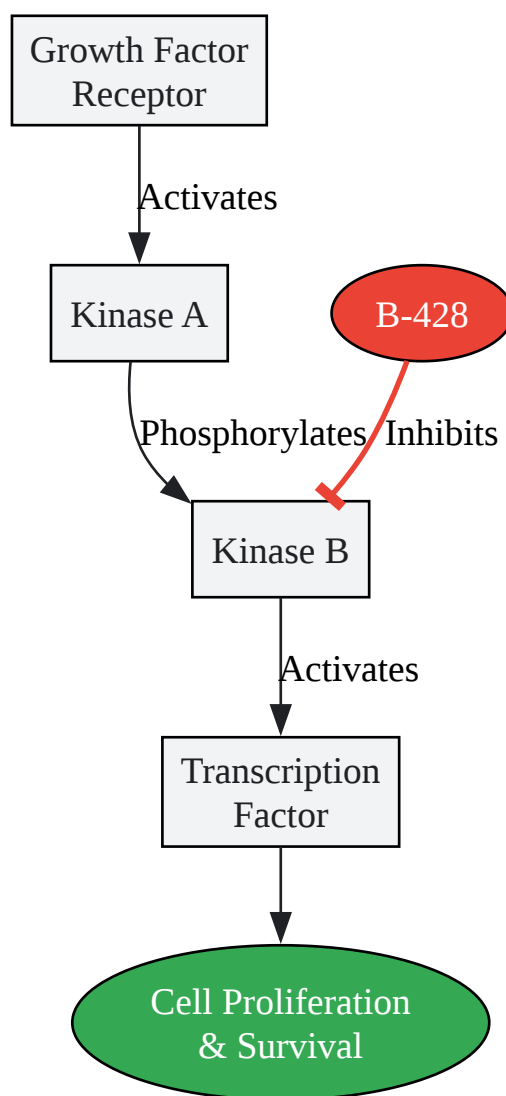 Growth Factor
Receptor
Activates
Kinase A
B-428
Phosphorylates
Inhibits
Kinase B
Activates
Transcription
Factor
Cell Proliferation
& Survival